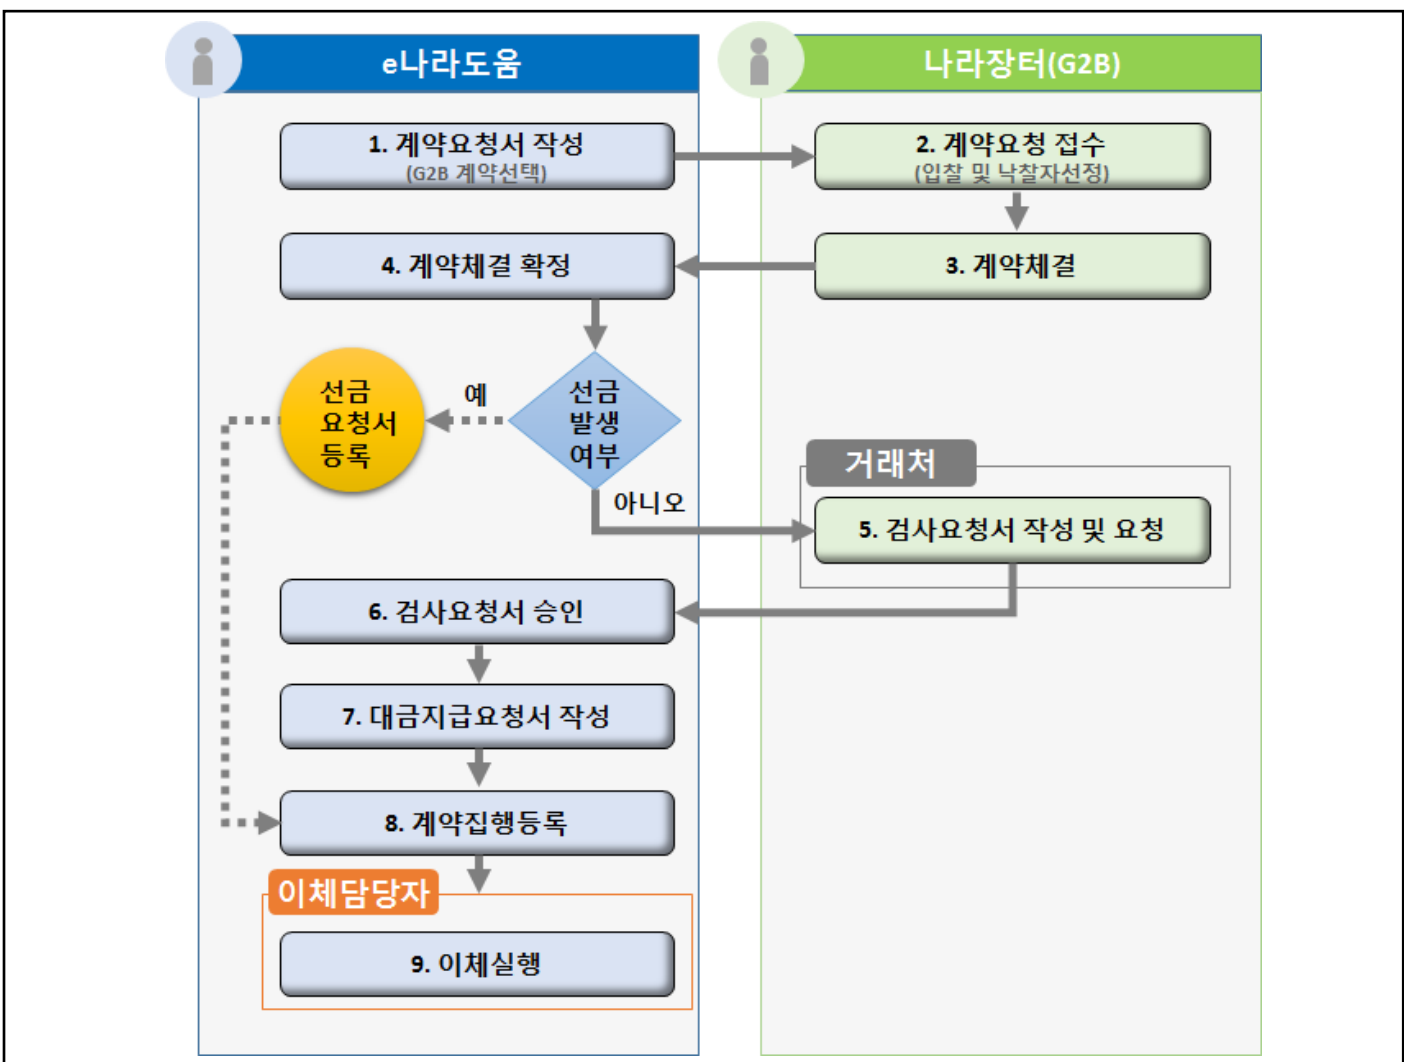 e나라도움
나라장터(G2B)
1. 계약요청서 작성
(G2B 계약선택)
2. 계약요청 접수
(입찰 및 낙찰자선정)
4. 계약체결 확정
3. 계약체결
선금
요청서
등록
예
선금
발생
여부
아니오
거래처
5. 검사요청서 작성 및 요청
6. 검사요청서 승인
7. 대금지급요청서 작성
8. 계약집행등록
이체담당자
9. 이체실행